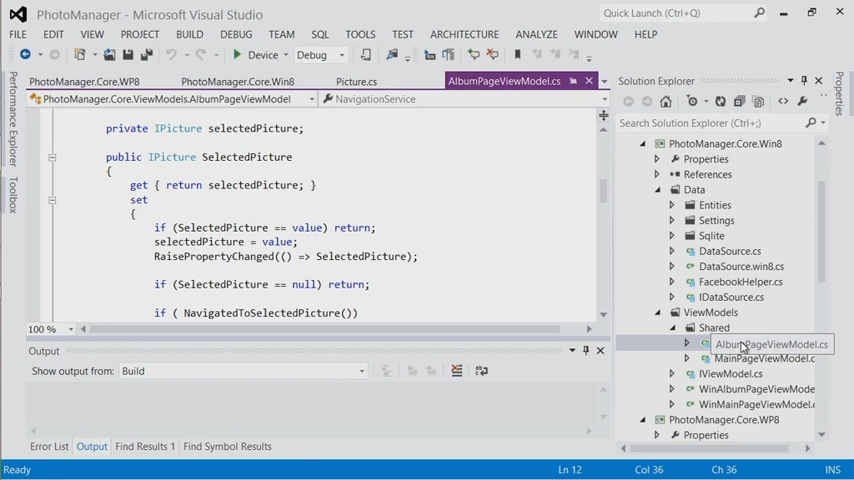 PhotoManager - Microsoft Visual Studio
Quick Launch (Ctrl+Q)
FILE EDIT VIEW PROJECT BUILD DEBUG TEAM SQL TOOLS TEST ARCHITECTURE ANALYZE WINDOW HELP
Device Debug
PhotoManager.Core.WP8 PhotoManager.Core.Win8 Picture.cs AlbumPageViewModel.cs
PhotoManager.Core.ViewModels.AlbumPageViewModel NavigationService
private IPicture selectedPicture;
public IPicture SelectedPicture
{
get { return selectedPicture; }
set
{
if (SelectedPicture == value) return;
selectedPicture = value;
RaisePropertyChanged(() => SelectedPicture);
if (SelectedPicture == null) return;
if ( NavigatedToSelectedPicture())
100 %
Output
Show output from: Build
Error List Output Find Results 1 Find Symbol Results
Performance Explorer
Toolbox
Solution Explorer
Search Solution Explorer (Ctrl+;)
PhotoManager.Core.Win8
Properties
References
Data
Entities
Settings
Sqlite
DataSource.cs
DataSource.win8.cs
FacebookHelper.cs
IDataSource.cs
ViewModels
Shared
AlbumPageViewModel.cs
MainPageViewModel.c
IViewModel.cs
WinAlbumPageViewMode
WinMainPageViewModel.c
PhotoManager.Core.WP8
Properties
Properties
Ready Ln 12 Col 36 Ch 36 INS